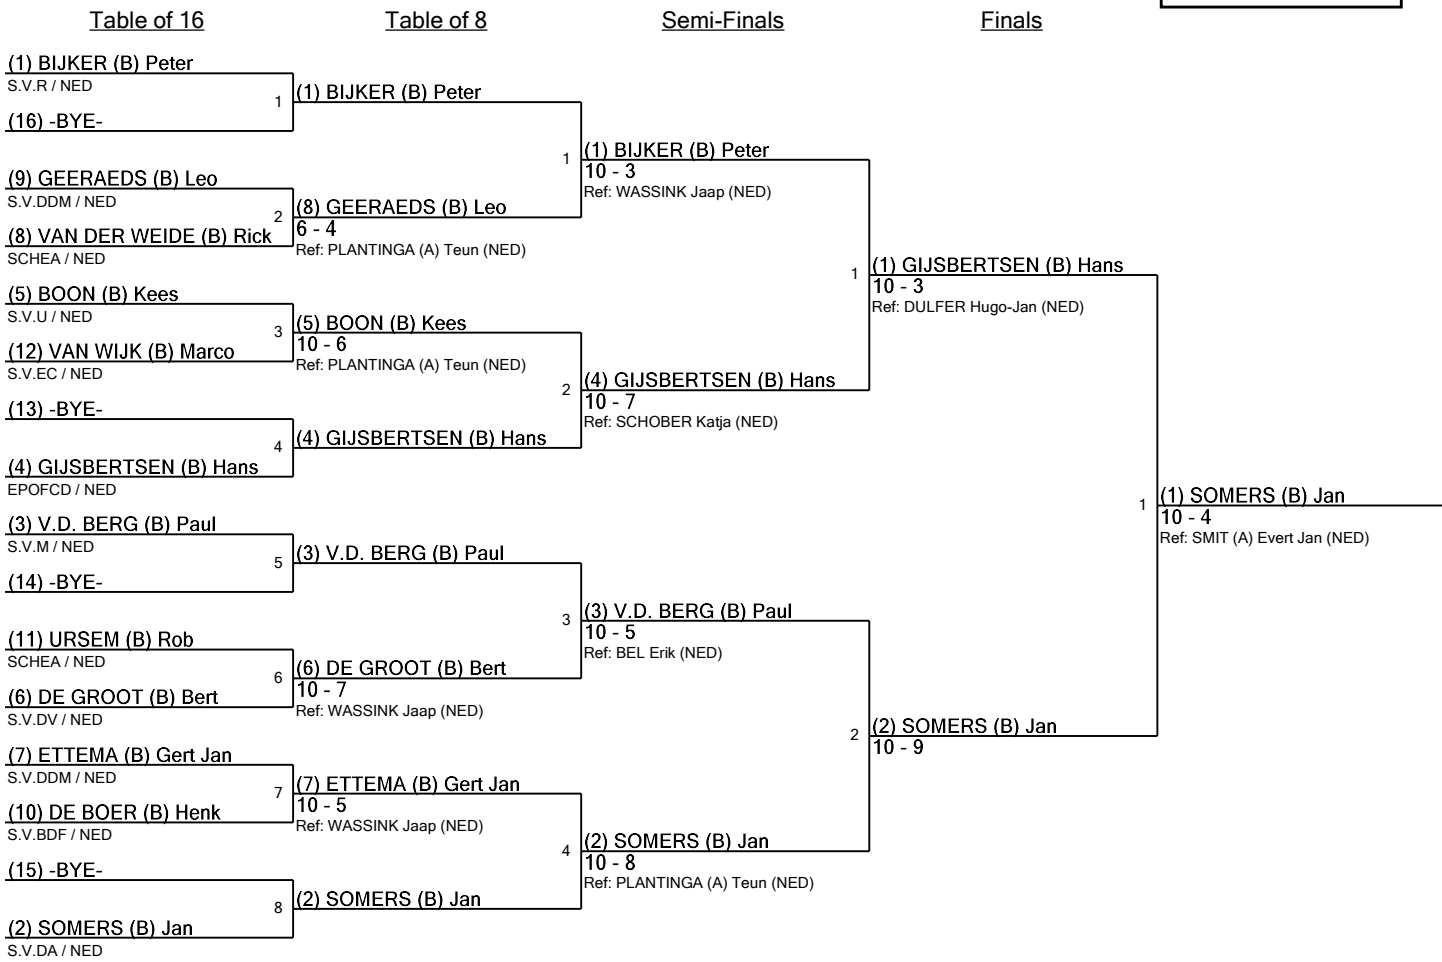 Table of 16
Table of 8
Semi-Finals
Finals
(1) BIJKER (B) Peter
S.V.R / NED
1
(16) -BYE-
(9) GEERAEDS (B) Leo
S.V.DDM / NED
2
(8) VAN DER WEIDE (B) Rick
SCHEA / NED
(5) BOON (B) Kees
S.V.U / NED
3
(12) VAN WIJK (B) Marco
S.V.EC / NED
(13) -BYE-
4
(4) GIJSBERTSEN (B) Hans
EPOFCD / NED
(3) V.D. BERG (B) Paul
S.V.M / NED
5
(14) -BYE-
(11) URSEM (B) Rob
SCHEA / NED
6
(6) DE GROOT (B) Bert
S.V.DV / NED
(7) ETTEMA (B) Gert Jan
S.V.DDM / NED
7
(10) DE BOER (B) Henk
S.V.BDF / NED
(15) -BYE-
8
(2) SOMERS (B) Jan
S.V.DA / NED
(1) BIJKER (B) Peter
1
(8) GEERAEDS (B) Leo
6 - 4
Ref: PLANTINGA (A) Teun (NED)
(5) BOON (B) Kees
10 - 6
Ref: PLANTINGA (A) Teun (NED)
2
(4) GIJSBERTSEN (B) Hans
(3) V.D. BERG (B) Paul
3
(6) DE GROOT (B) Bert
10 - 7
Ref: WASSINK Jaap (NED)
(7) ETTEMA (B) Gert Jan
10 - 5
Ref: WASSINK Jaap (NED)
4
(2) SOMERS (B) Jan
(1) BIJKER (B) Peter
10 - 3
Ref: WASSINK Jaap (NED)
1
(4) GIJSBERTSEN (B) Hans
10 - 7
Ref: SCHOBER Katja (NED)
(3) V.D. BERG (B) Paul
10 - 5
Ref: BEL Erik (NED)
2
(2) SOMERS (B) Jan
10 - 8
Ref: PLANTINGA (A) Teun (NED)
(1) GIJSBERTSEN (B) Hans
10 - 3
Ref: DULFER Hugo-Jan (NED)
1
(2) SOMERS (B) Jan
10 - 9
(1) SOMERS (B) Jan
10 - 4
Ref: SMIT (A) Evert Jan (NED)